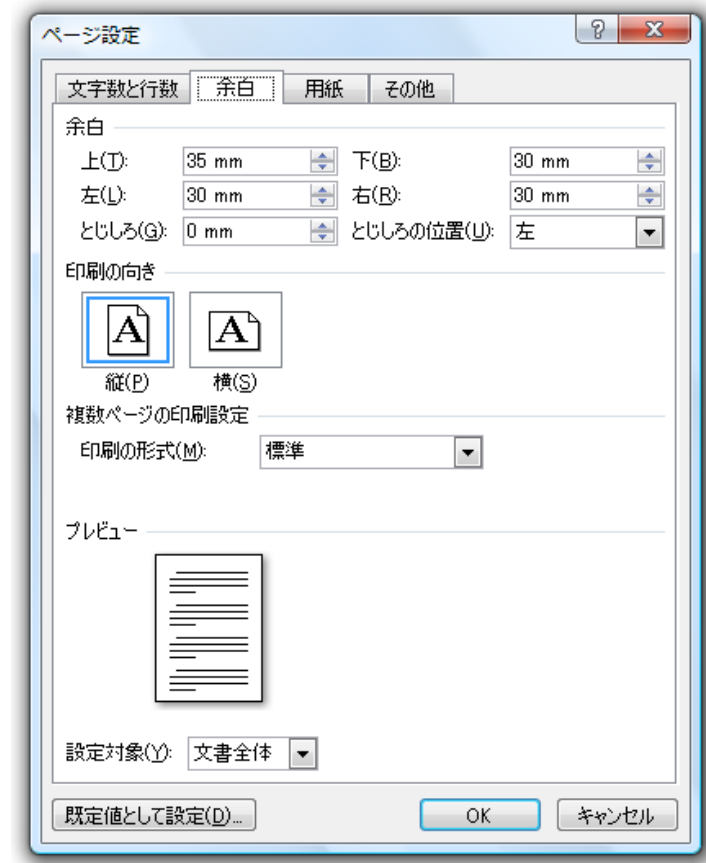 ページ設定
? X
文字数と行数 余白 用紙 その他
余白
上(T): 35 mm 下(B): 30 mm
左(L): 30 mm 右(R): 30 mm
とじしろ(G): 0 mm とじしろの位置(U): 左
印刷の向き
A A
縦(P) 横(S)
複数ページの印刷設定
印刷の形式(M): 標準
プレビュー
設定対象(Y): 文書全体
既定値として設定(D)... OK キャンセル